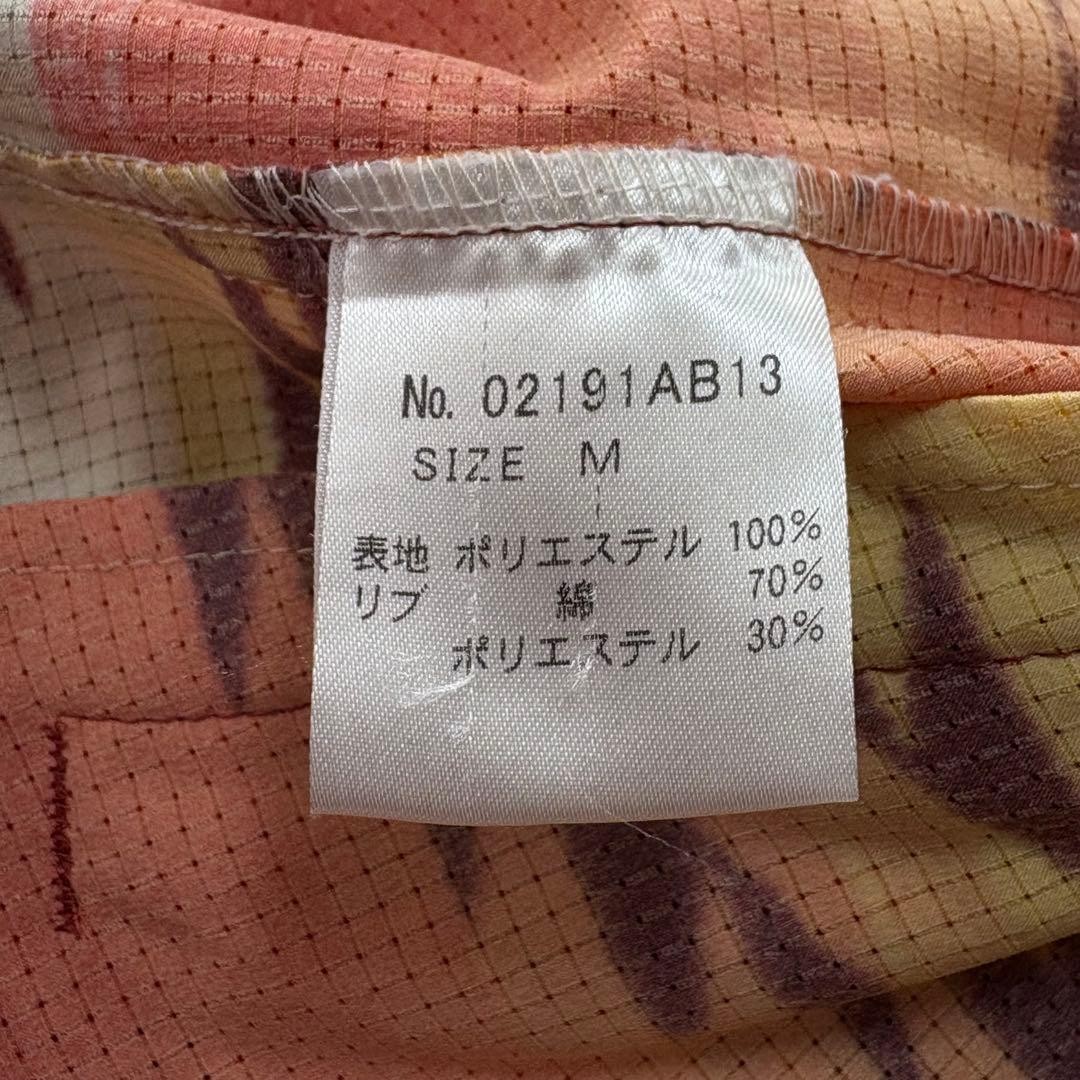 No. 02191AB13
SIZE M
表地 ポリエステル 100%
リブ 綿 70%
ポリエステル 30%